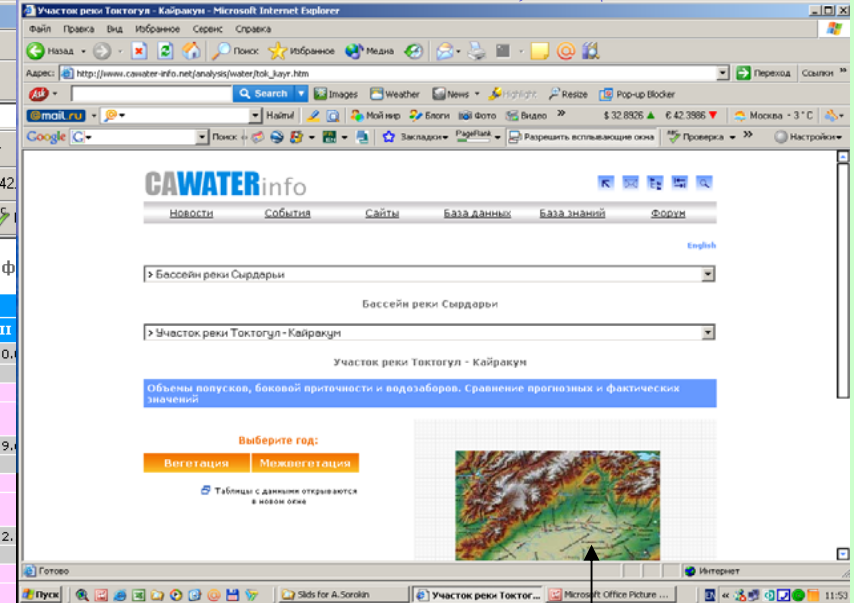 Участок реки Токтогул - Кайракум - Microsoft Internet Explorer
Файл Правка Вид Избранное Сервис Справка
Назад Поиск Избранное Медиа
Адрес: http://www.cawater-info.net/analysis/water/tok_kayr.htm Переход Ссылки »
Ask Search Images Weather News Highlight Resize Pop-up Blocker
@mail.ru Найти! Мой мир Блоги Фото Видео » $ 32.8926 ▲ € 42.3986 ▼ Москва - 3° C
Google Поиск Закладки PageRank Разрешить всплывающие окна Проверка » Настройки
42.
CAWATERinfo
Новости События Сайты База данных База знаний Форум
English
ф
> Бассейн реки Сырдарьи
Бассейн реки Сырдарьи
II
> Участок реки Токтогул - Кайракум
0.
Участок реки Токтогул - Кайракум
Объемы попусков, боковой приточности и водозаборов. Сравнение прогнозных и фактических
значений
9.
Выберите год:
Вегетация Межвегетация
Таблицы с данными открываются
в новом окне
2.
Готово Интернет
Пуск Slids for A.Sorokin Участок реки Токтог... Microsoft Office Picture ... « 11:53